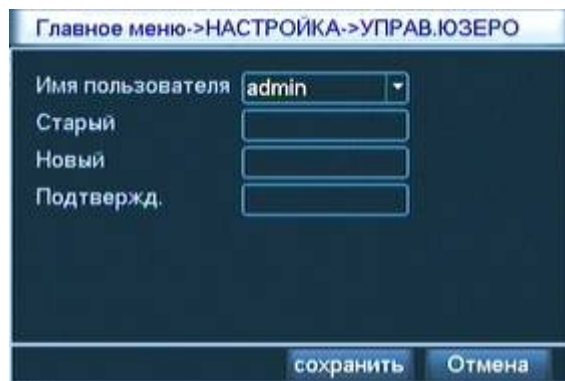 Главное меню->НАСТРОЙКА->УПРАВ.ЮЗЕРО
Имя пользователя admin
Старый
Новый
Подтвержд.
сохранить Отмена